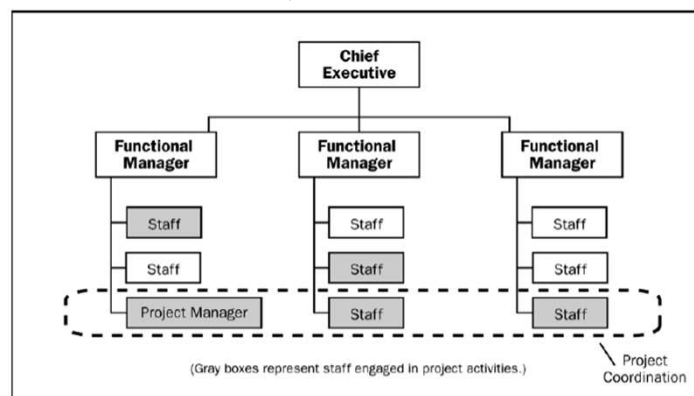 Chief
Executive
Functional
Manager
Functional
Manager
Functional
Manager
Staff
Staff
Staff
Staff
Staff
Staff
Project Manager
Staff
Staff
(Gray boxes represent staff engaged in project activities.)
Project
Coordination